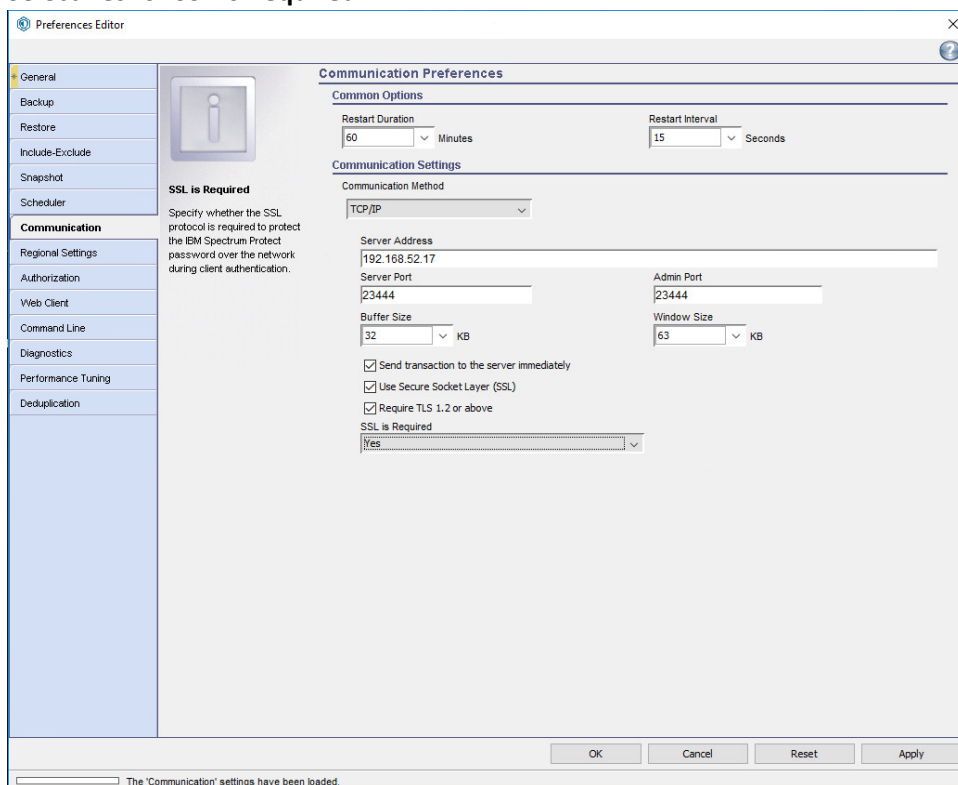 Preferences Editor
General
Backup
Restore
Include-Exclude
Snapshot
Scheduler
Communication
Regional Settings
Authorization
Web Client
Command Line
Diagnostics
Performance Tuning
Deduplication
SSL is Required
Specify whether the SSL
protocol is required to protect
the IBM Spectrum Protect
password over the network
during client authentication.
Communication Preferences
Common Options
Restart Duration
60 Minutes
Restart Interval
15 Seconds
Communication Settings
Communication Method
TCP/IP
Server Address
192.168.52.17
Server Port
23444
Admin Port
23444
Buffer Size
32 KB
Window Size
63 KB
Send transaction to the server immediately
Use Secure Socket Layer (SSL)
Require TLS 1.2 or above
SSL is Required
Yes
OK Cancel Reset Apply
The 'Communication' settings have been loaded.